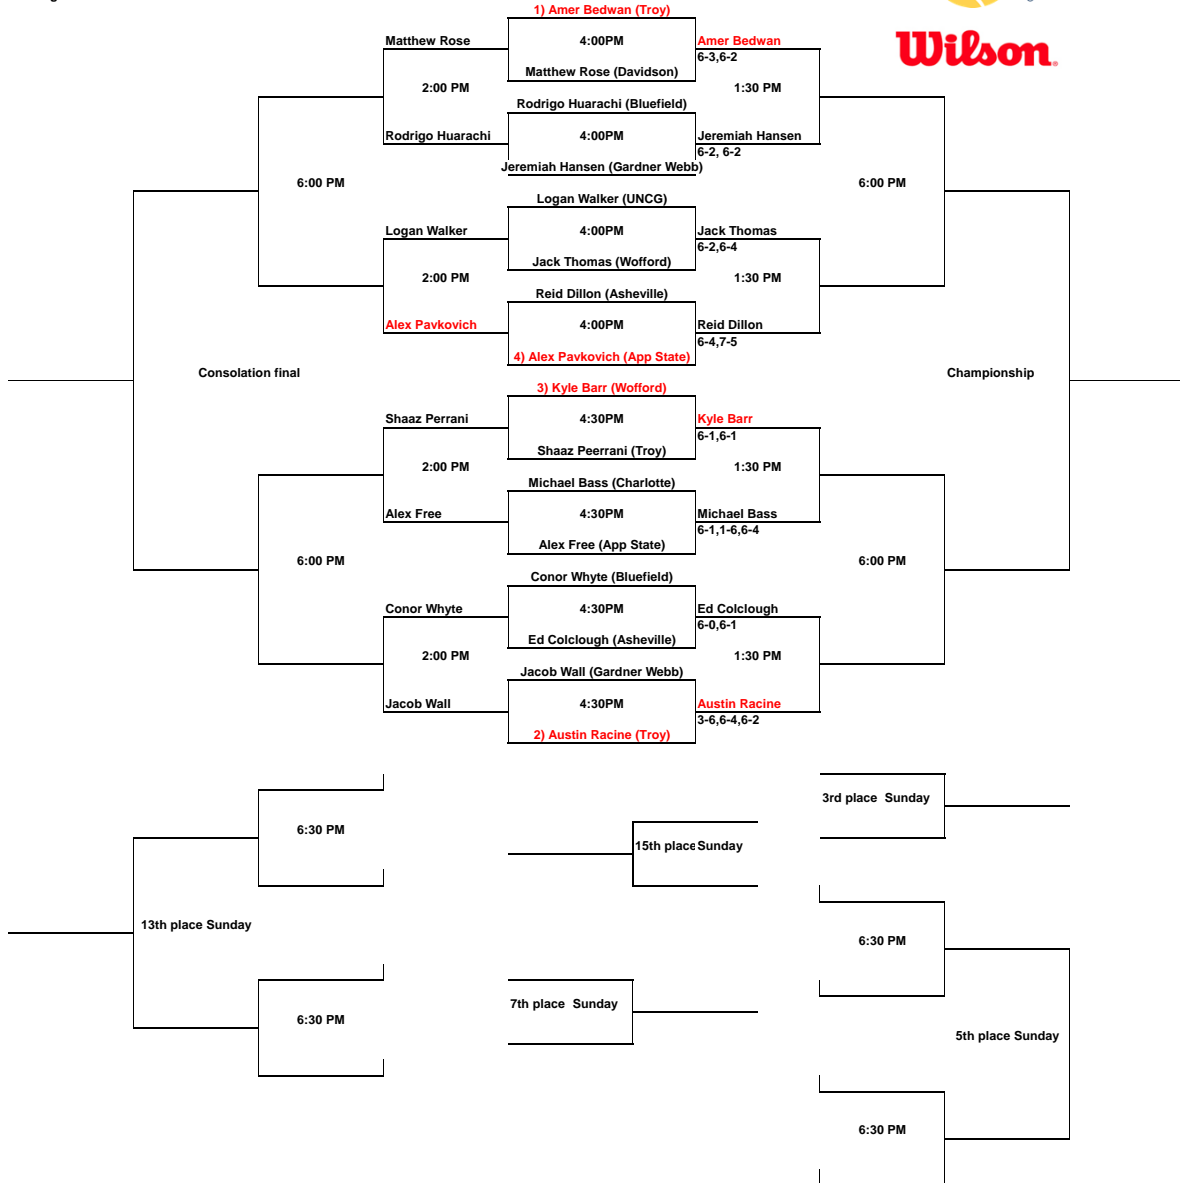 1) Amer Bedwan (Troy)
Matthew Rose
4:00PM
Amer Bedwan
Wilson
6-3,6-2
Matthew Rose (Davidson)
2:00 PM
1:30 PM
Rodrigo Huarachi (Bluefield)
Rodrigo Huarachi
4:00PM
Jeremiah Hansen
6-2, 6-2
Jeremiah Hansen (Gardner Webb)
6:00 PM
6:00 PM
Logan Walker (UNCG)
Logan Walker
4:00PM
Jack Thomas
6-2,6-4
Jack Thomas (Wofford)
2:00 PM
1:30 PM
Reid Dillon (Asheville)
Alex Pavkovich
4:00PM
Reid Dillon
6-4,7-5
4) Alex Pavkovich (App State)
Consolation final
Championship
3) Kyle Barr (Wofford)
Shaaz Perrani
4:30PM
Kyle Barr
6-1,6-1
Shaaz Peerrani (Troy)
2:00 PM
1:30 PM
Michael Bass (Charlotte)
Alex Free
4:30PM
Michael Bass
6-1,1-6,6-4
Alex Free (App State)
6:00 PM
6:00 PM
Conor Whyte (Bluefield)
Conor Whyte
4:30PM
Ed Colclough
6-0,6-1
Ed Colclough (Asheville)
2:00 PM
1:30 PM
Jacob Wall (Gardner Webb)
Jacob Wall
4:30PM
Austin Racine
3-6,6-4,6-2
2) Austin Racine (Troy)
3rd place Sunday
6:30 PM
15th place Sunday
13th place Sunday
6:30 PM
7th place Sunday
6:30 PM
5th place Sunday
6:30 PM